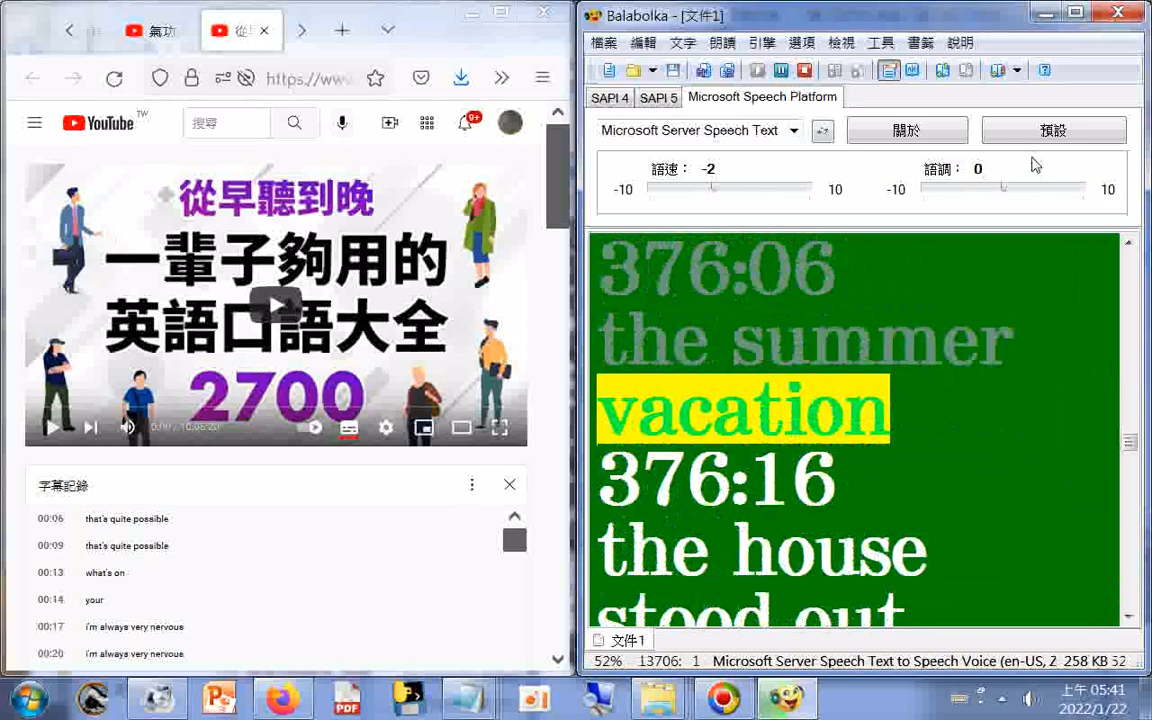 氣功
從!
https://www
YouTube TW
搜尋
9+
從早聽到晚
一輩子夠用的
英語口語大全
2700
字幕記錄
00:06 that's quite possible
00:09 that's quite possible
00:13 what's on
00:14 your
00:17 i'm always very nervous
00:20 i'm always very nervous
Balabolka - [文件1]
檔案 編輯 文字 朗讀 引擎 選項 檢視 工具 書籤 說明
SAPI 4 SAPI 5 Microsoft Speech Platform
Microsoft Server Speech Text 關於 預設
語速： -2 語調： 0
-10 10 -10 10
376:06
the summer
vacation
376:16
the house
stood out
文件1
52% 13706: 1 Microsoft Server Speech Text to Speech Voice (en-US, 2 258 KB 52
PDF
上午 05:41
2022/1/22